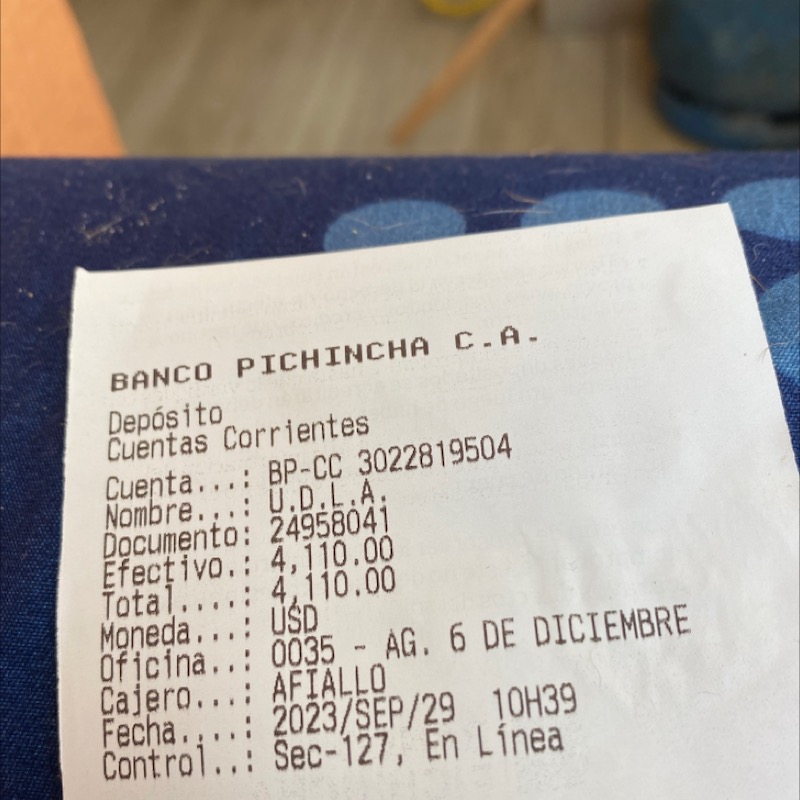 BANCO PICHINCHA C.A.
Depósito
Cuentas Corrientes
Cuenta...: BP-CC 3022819504
Nombre...: U.D.L.A.
Documento: 24958041
Efectivo.: 4,110.00
Total....: 4,110.00
Moneda...: USD
Oficina..: 0035 - AG. 6 DE DICIEMBRE
Cajero...: AFIALLO
Fecha....: 2023/SEP/29 10H39
Control..: Sec-127, En Línea